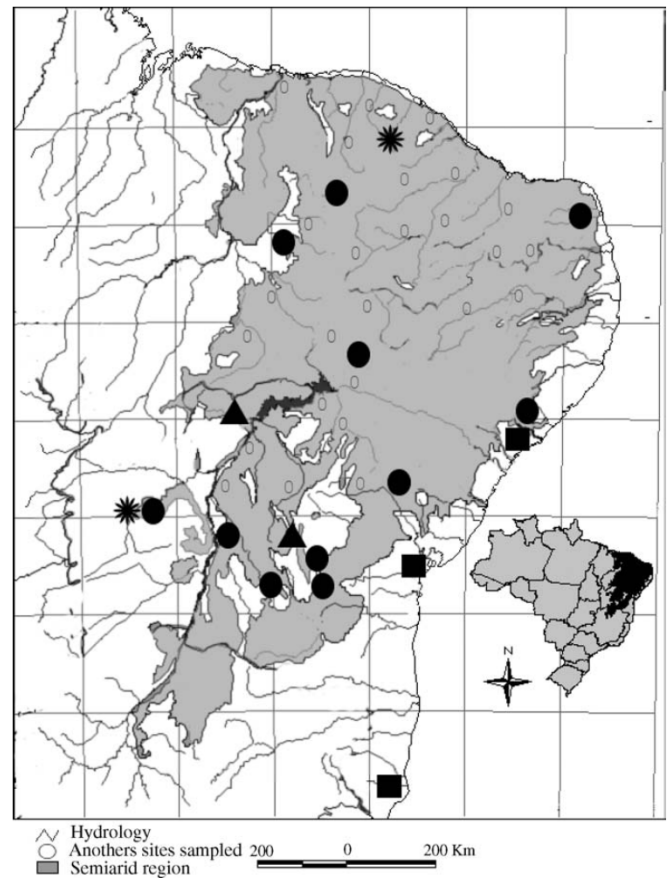 N
Hydrology
Anothers sites sampled
Semiarid region
200 0 200 Km